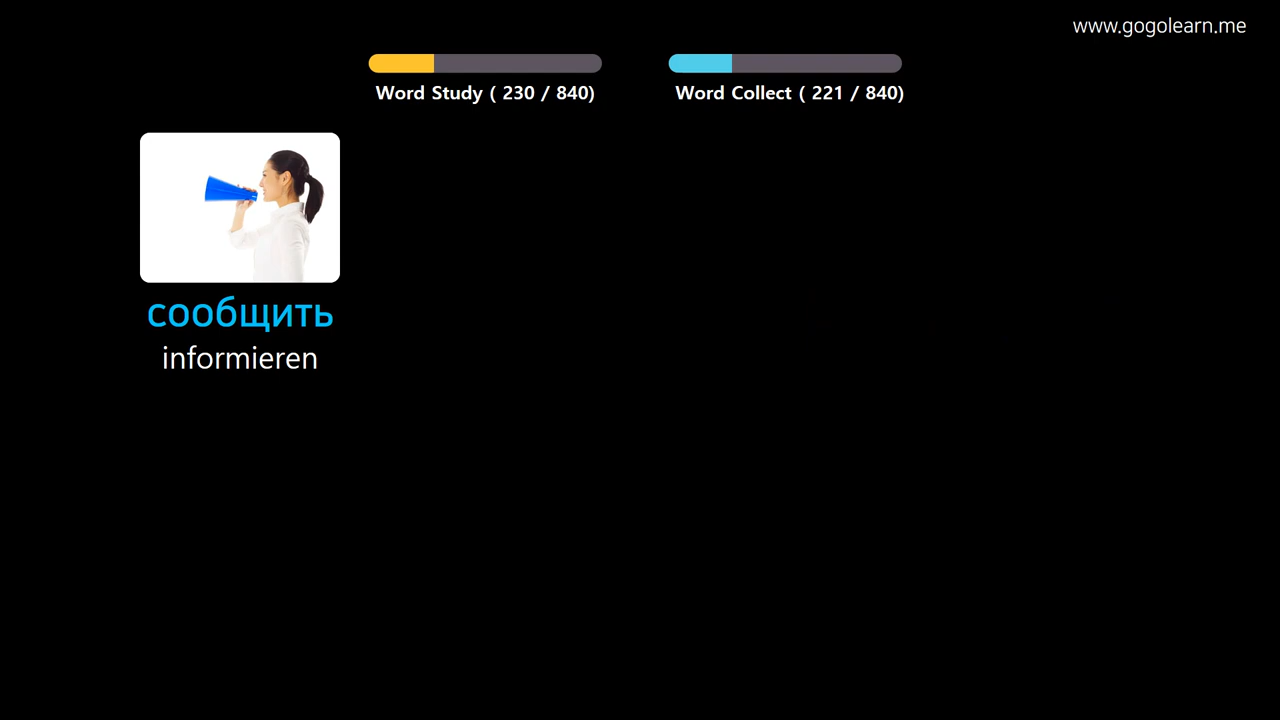 www.gogolearn.me
Word Study ( 230 / 840)
Word Collect ( 221 / 840)
сообщить
informieren